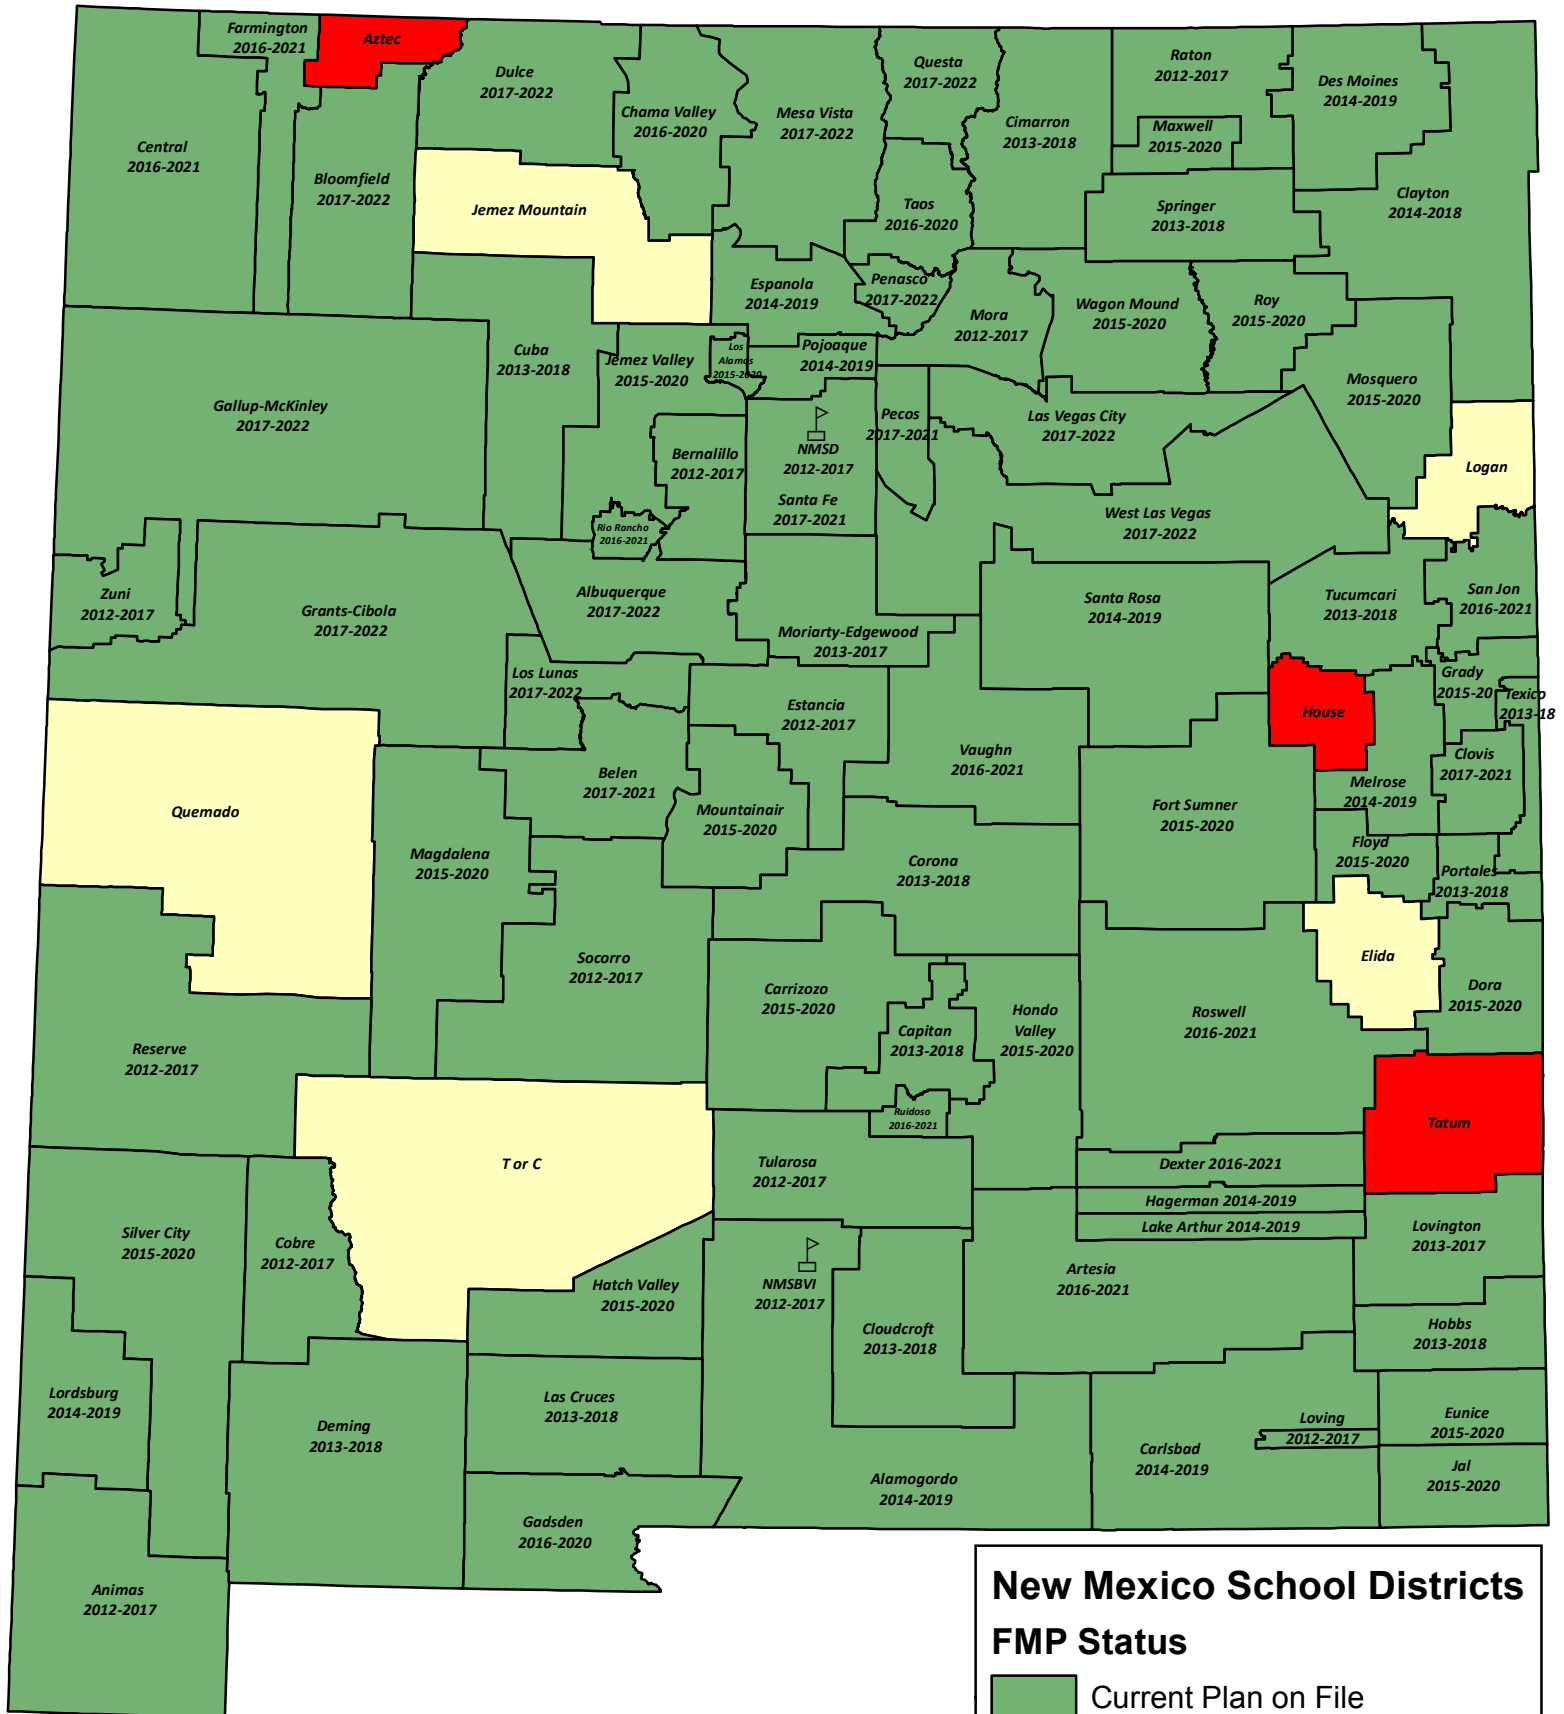 Farmington
2016-2021
Aztec
Dulce
2017-2022
Chama Valley
2016-2020
Mesa Vista
2017-2022
Questa
2017-2022
Cimarron
2013-2018
Raton
2012-2017
Maxwell
2015-2020
Des Moines
2014-2019
Central
2016-2021
Bloomfield
2017-2022
Jemez Mountain
Taos
2016-2020
Springer
2013-2018
Clayton
2014-2018
Espanola
2014-2019
Penasco
2017-2022
Mora
2012-2017
Wagon Mound
2015-2020
Roy
2015-2020
Cuba
2013-2018
Jemez Valley
2015-2020
Los
Alamos
2015-2020
Pojoaque
2014-2019
Mosquero
2015-2020
Gallup-McKinley
2017-2022
Bernalillo
2012-2017
NMSD
2012-2017
Santa Fe
2017-2021
Pecos
2017-2021
Las Vegas City
2017-2022
Logan
Rio Rancho
2016-2021
West Las Vegas
2017-2022
Zuni
2012-2017
Grants-Cibola
2017-2022
Albuquerque
2017-2022
Moriarty-Edgewood
2013-2017
Santa Rosa
2014-2019
Tucumcari
2013-2018
San Jon
2016-2021
Los Lunas
2017-2022
Estancia
2012-2017
Grady
2015-20
Texico
2013-18
House
Vaughn
2016-2021
Clovis
2017-2021
Quemado
Belen
2017-2021
Mountainair
2015-2020
Fort Sumner
2015-2020
Melrose
2014-2019
Magdalena
2015-2020
Corona
2013-2018
Floyd
2015-2020
Portales
2013-2018
Socorro
2012-2017
Carrizozo
2015-2020
Elida
Dora
2015-2020
Capitan
2013-2018
Hondo
Valley
2015-2020
Roswell
2016-2021
Reserve
2012-2017
Ruidoso
2016-2021
Tatum
T or C
Tularosa
2012-2017
Dexter 2016-2021
Hagerman 2014-2019
Lake Arthur 2014-2019
Silver City
2015-2020
Cobre
2012-2017
Lovington
2013-2017
Hatch Valley
2015-2020
NMSBVI
2012-2017
Artesia
2016-2021
Cloudcroft
2013-2018
Hobbs
2013-2018
Lordsburg
2014-2019
Las Cruces
2013-2018
Deming
2013-2018
Loving
2012-2017
Eunice
2015-2020
Carlsbad
2014-2019
Alamogordo
2014-2019
Jal
2015-2020
Gadsden
2016-2020
Animas
2012-2017
New Mexico School Districts
FMP Status
Current Plan on File